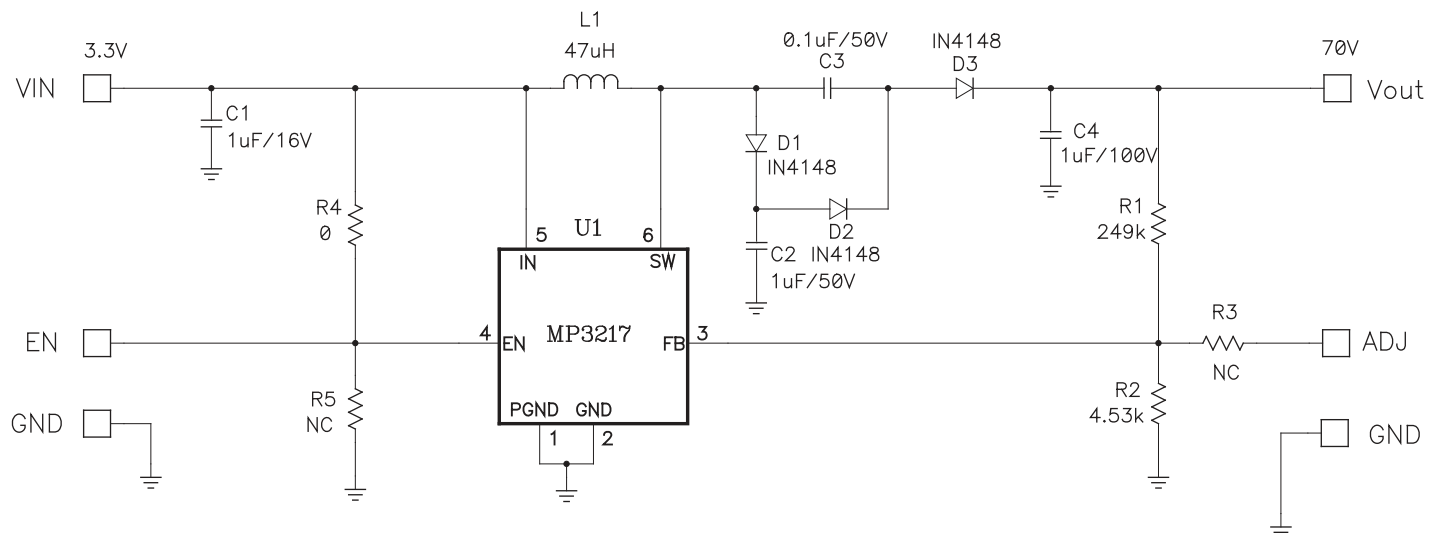 L1
47uH
3.3V
VIN
C1
1uF/16V
0.1uF/50V
C3
IN4148
D3
70V
Vout
C4
1uF/100V
D1
IN4148
D2
IN4148
C2
1uF/50V
R4
0
U1
5
6
IN
SW
R1
249k
EN
4
EN
MP3217
FB
3
R3
NC
ADJ
R5
NC
PGND
GND
1
2
R2
4.53k
GND
GND